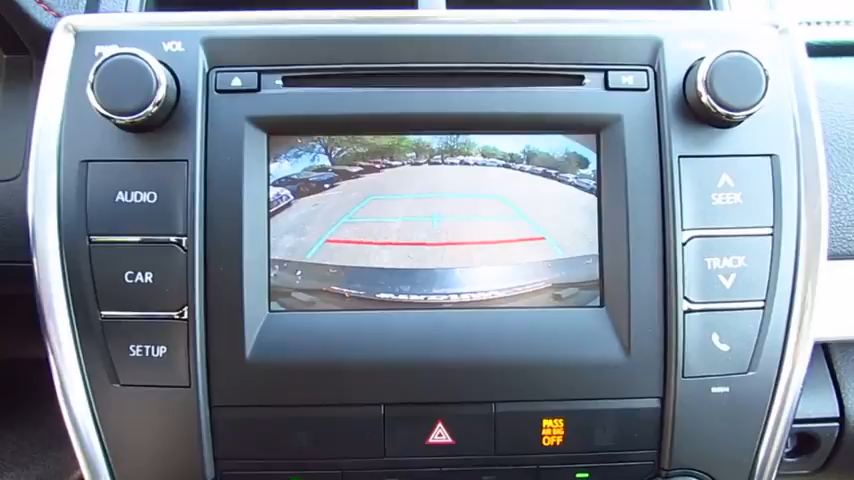 PWR VOL
AUDIO
CAR
SETUP
SEEK
TRACK
PASS
AIR BAG
OFF